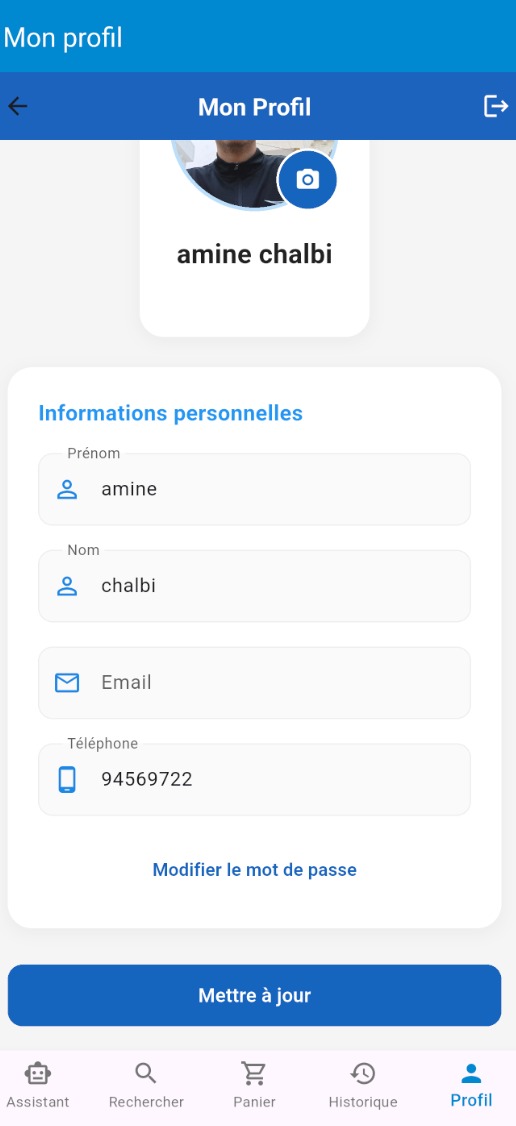 Mon profil
Mon Profil
amine chalbi
Informations personnelles
Prénom
amine
Nom
chalbi
Email
Téléphone
94569722
Modifier le mot de passe
Mettre à jour
Assistant
Rechercher
Panier
Historique
Profil